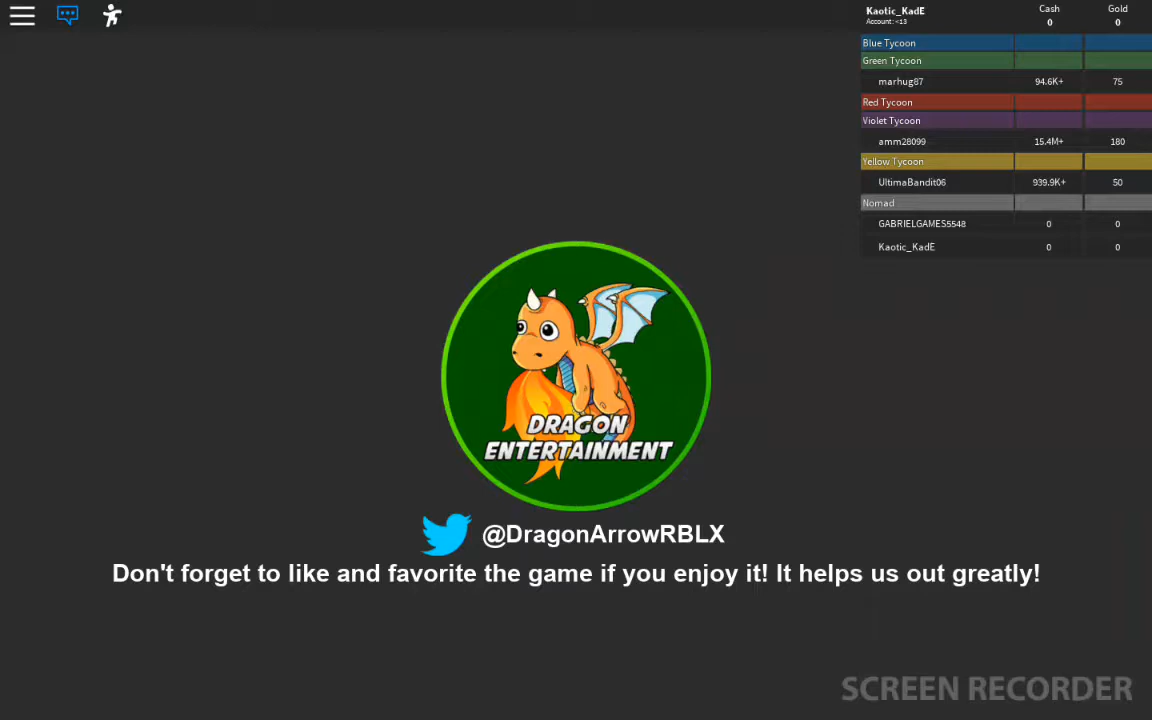 Kaotic_KadE Cash Gold
Account: <13 0 0
Blue Tycoon
Green Tycoon
marhug87 94.6K+ 75
Red Tycoon
Violet Tycoon
amm28099 15.4M+ 180
Yellow Tycoon
UltimaBandit06 939.9K+ 50
Nomad
GABRIELGAMES5548 0 0
Kaotic_KadE 0 0
DRAGON
ENTERTAINMENT
@DragonArrowRBLX
Don't forget to like and favorite the game if you enjoy it! It helps us out greatly!
SCREEN RECORDER